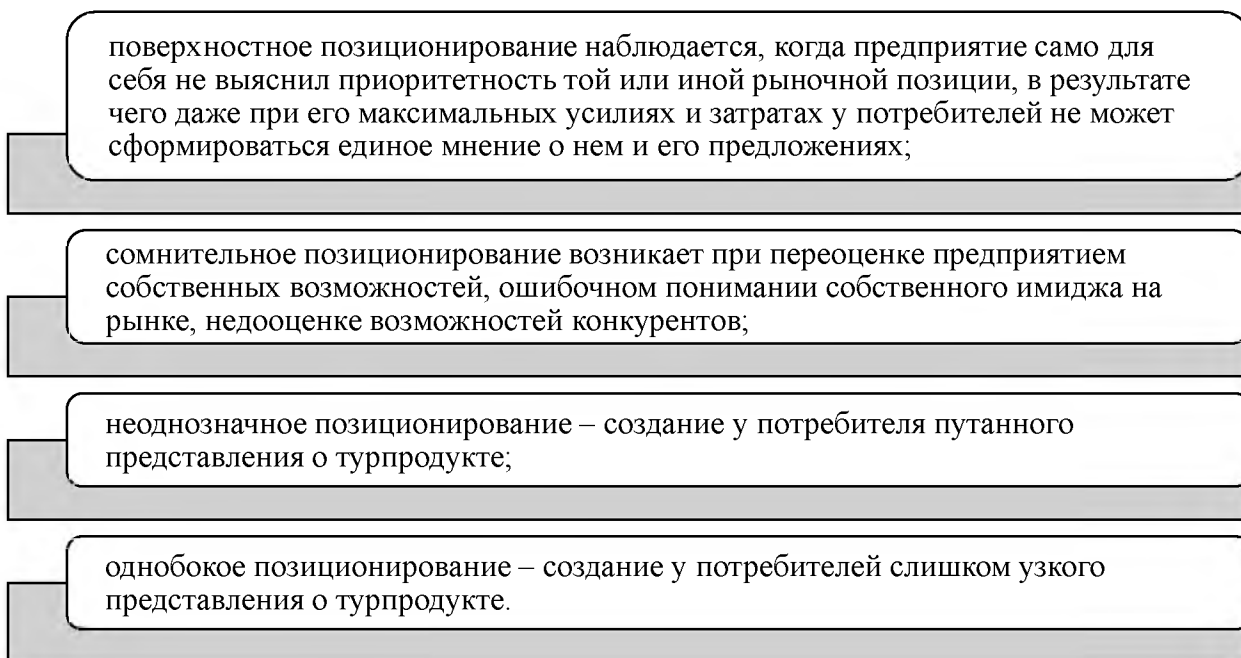 поверхностное позиционирование наблюдается, когда предприятие само для
себя не выяснил приоритетность той или иной рыночной позиции, в результате
чего даже при его максимальных усилиях и затратах у потребителей не может
сформироваться единое мнение о нем и его предложениях;
сомнительное позиционирование возникает при переоценке предприятием
собственных возможностей, ошибочном понимании собственного имиджа на
рынке, недооценке возможностей конкурентов;
неоднозначное позиционирование – создание у потребителя путанного
представления о турпродукте;
однобокое позиционирование – создание у потребителей слишком узкого
представления о турпродукте.